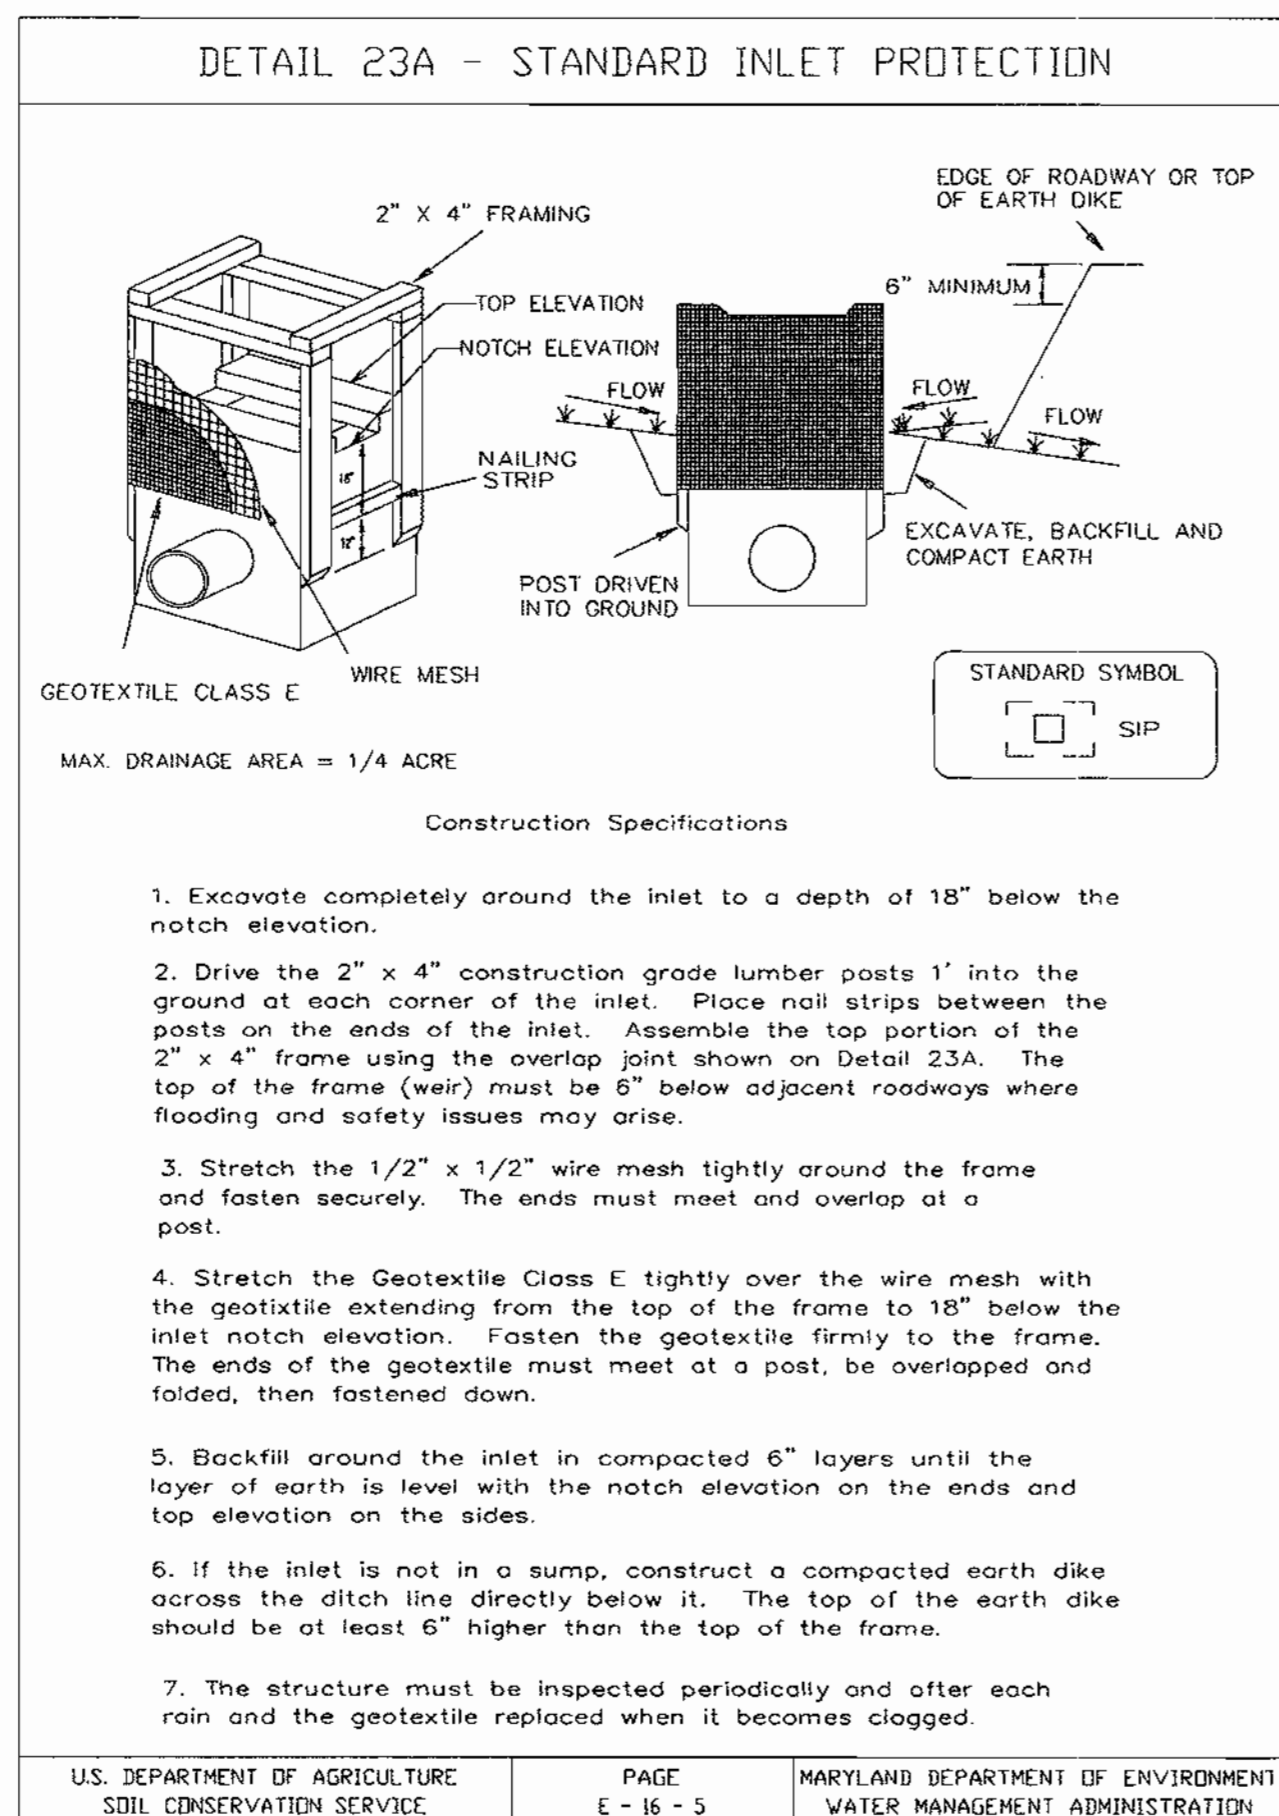 DETAIL 23A - STANDARD INLET PROTECTION
EDGE OF ROADWAY OR TOP
OF EARTH DIKE
2" X 4" FRAMING
6" MINIMUM
TOP ELEVATION
NOTCH ELEVATION
FLOW
FLOW
FLOW
NAILING
STRIP
18"
12"
EXCAVATE, BACKFILL AND
COMPACT EARTH
POST DRIVEN
INTO GROUND
WIRE MESH
GEOTEXTILE CLASS E
STANDARD SYMBOL
SIP
MAX. DRAINAGE AREA = 1/4 ACRE
Construction Specifications
1. Excavate completely around the inlet to a depth of 18" below the
notch elevation.
2. Drive the 2" x 4" construction grade lumber posts 1' into the
ground at each corner of the inlet. Place nail strips between the
posts on the ends of the inlet. Assemble the top portion of the
2" x 4" frame using the overlap joint shown on Detail 23A. The
top of the frame (weir) must be 6" below adjacent roadways where
flooding and safety issues may arise.
3. Stretch the 1/2" x 1/2" wire mesh tightly around the frame
and fasten securely. The ends must meet and overlap at a
post.
4. Stretch the Geotextile Class E tightly over the wire mesh with
the geotixtile extending from the top of the frame to 18" below the
inlet notch elevation. Fasten the geotextile firmly to the frame.
The ends of the geotextile must meet at a post, be overlapped and
folded, then fastened down.
5. Backfill around the inlet in compacted 6" layers until the
layer of earth is level with the notch elevation on the ends and
top elevation on the sides.
6. If the inlet is not in a sump, construct a compacted earth dike
across the ditch line directly below it. The top of the earth dike
should be at least 6" higher than the top of the frame.
7. The structure must be inspected periodically and after each
rain and the geotextile replaced when it becomes clogged.
U.S. DEPARTMENT OF AGRICULTURE
SOIL CONSERVATION SERVICE
PAGE
E - 16 - 5
MARYLAND DEPARTMENT OF ENVIRONMENT
WATER MANAGEMENT ADMINISTRATION